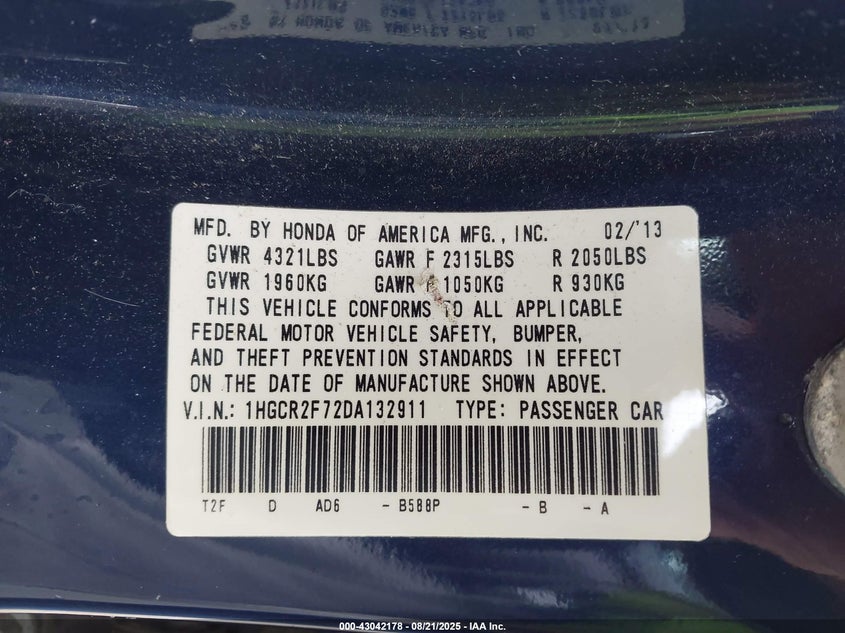 MFD. BY HONDA OF AMERICA MFG., INC. 02/'13
GVWR 4321LBS GAWR F 2315LBS R 2050LBS
GVWR 1960KG GAWR F 1050KG R 930KG
THIS VEHICLE CONFORMS TO ALL APPLICABLE
FEDERAL MOTOR VEHICLE SAFETY, BUMPER,
AND THEFT PREVENTION STANDARDS IN EFFECT
ON THE DATE OF MANUFACTURE SHOWN ABOVE.
V.I.N.: 1HGCR2F72DA132911 TYPE: PASSENGER CAR
T2F D AD6 - B588P - B - A
000-43042178 - 08/21/2025 - IAA Inc.